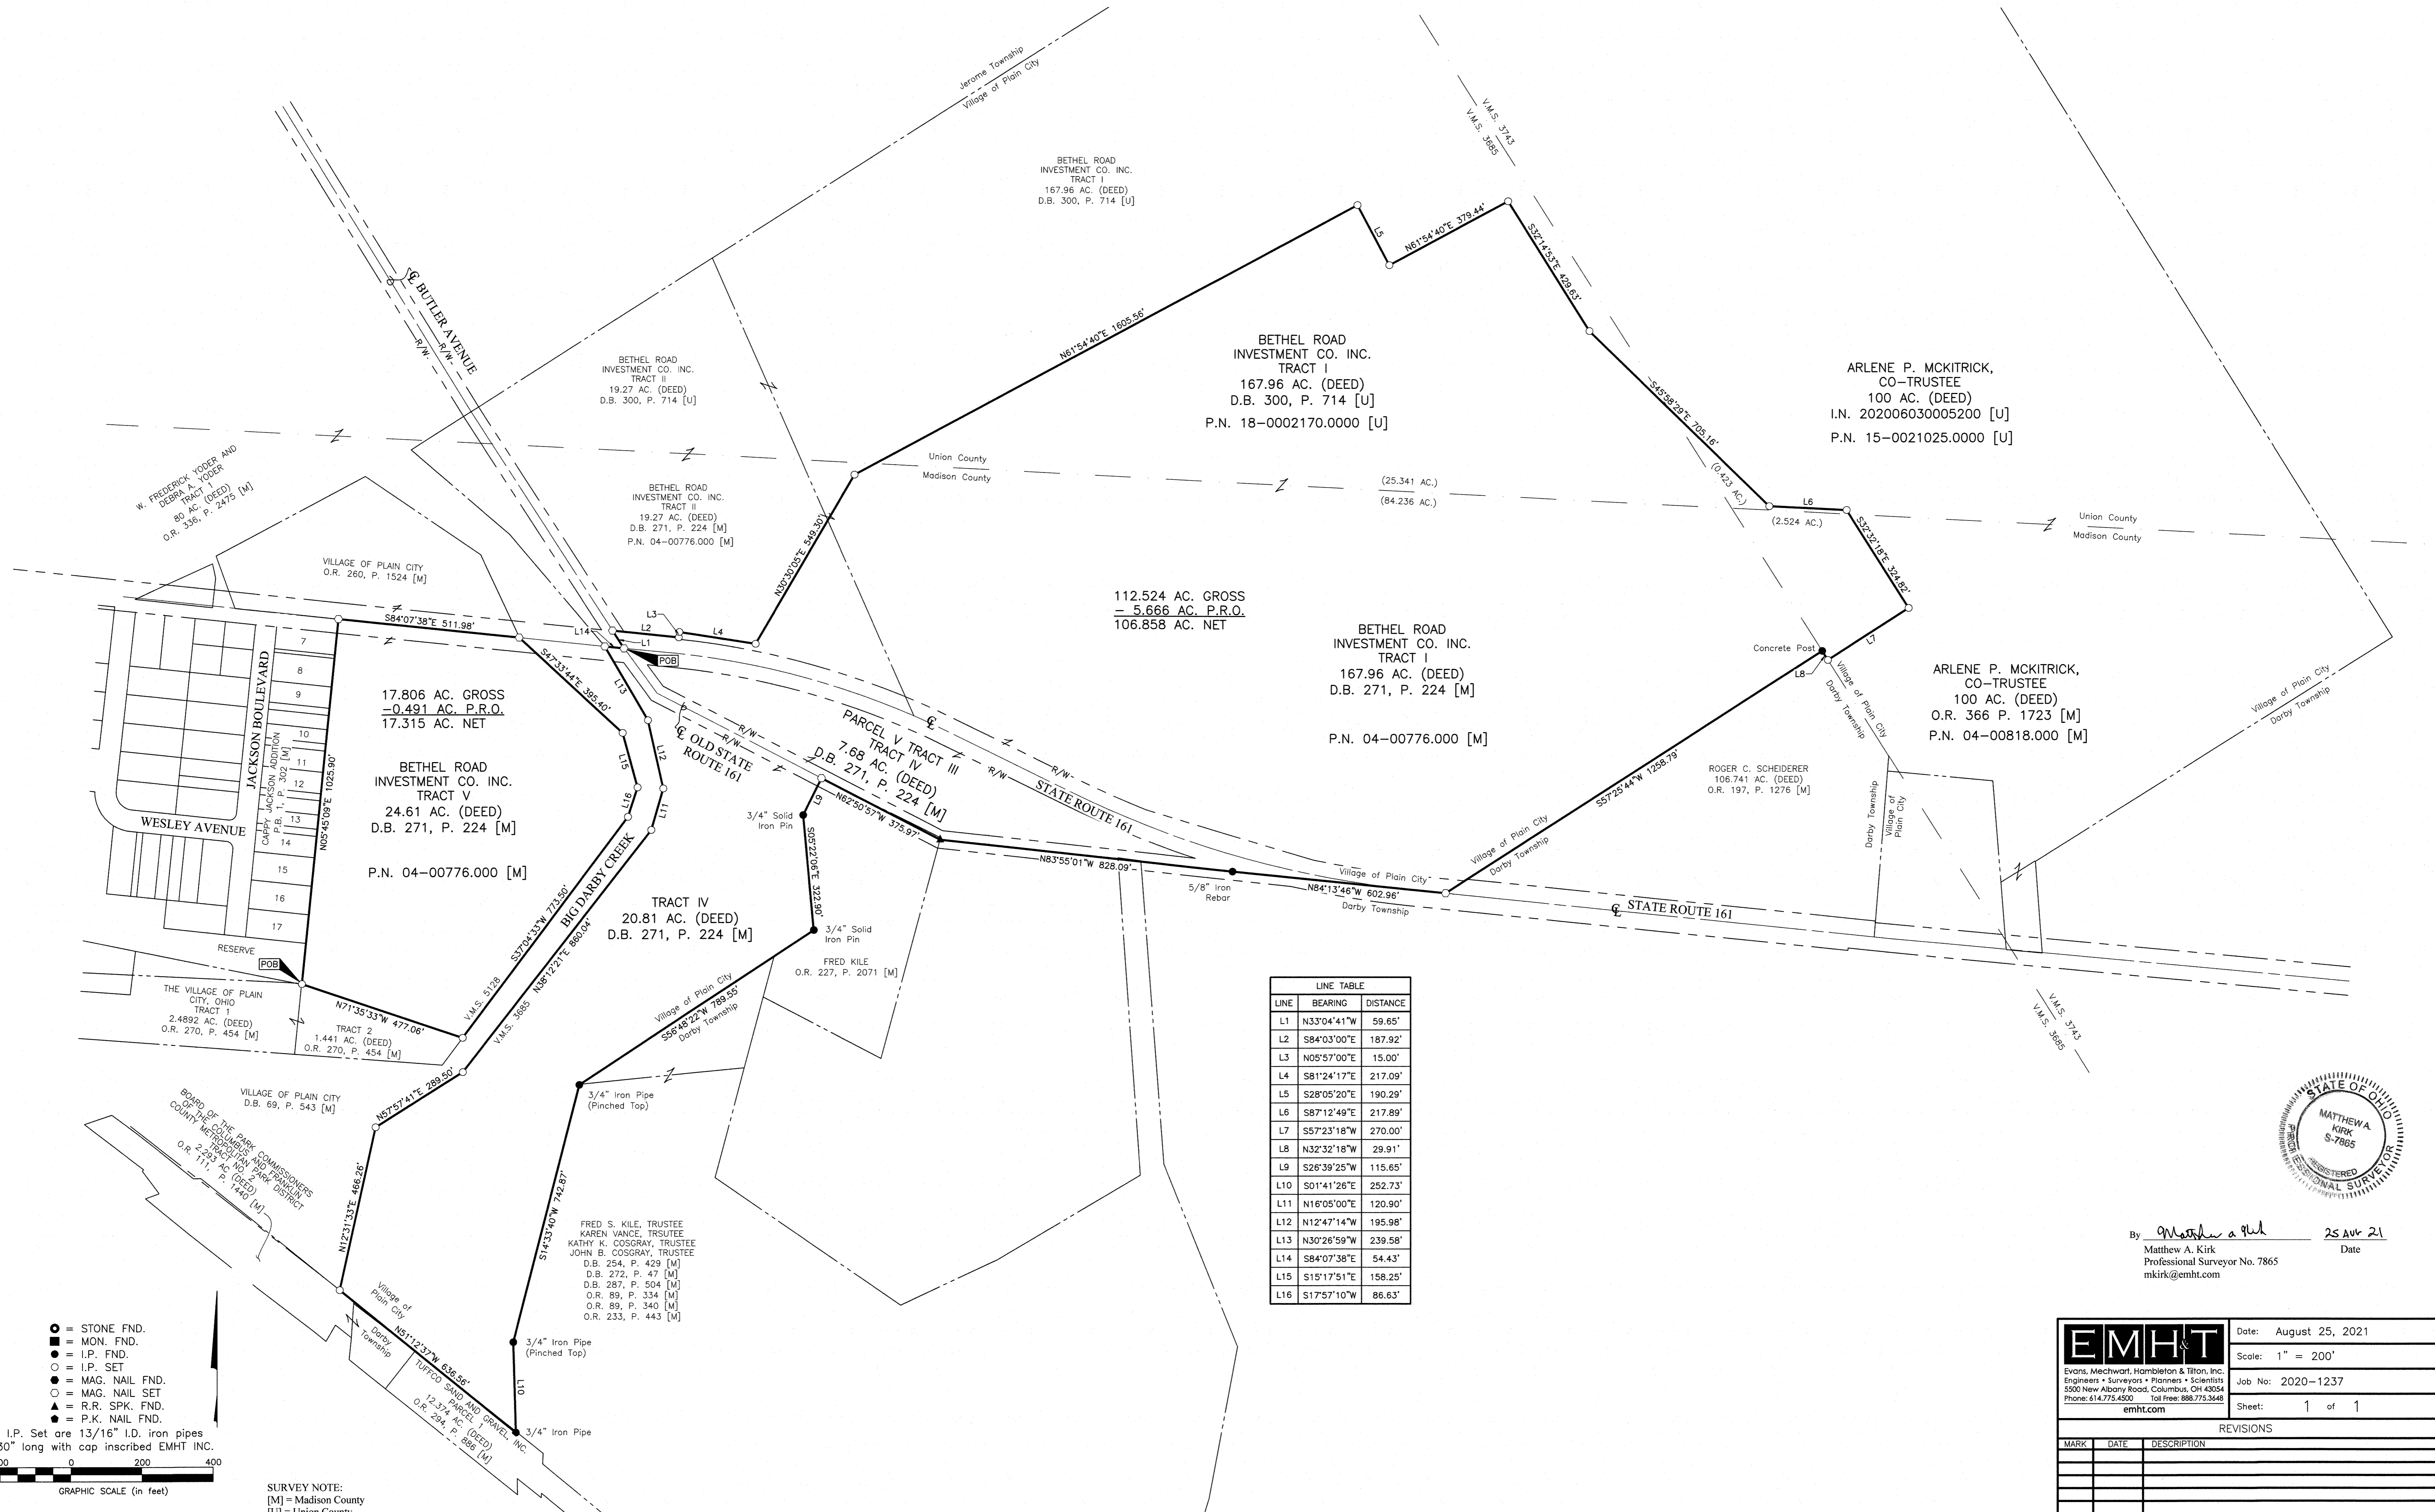 Jerome Township
Village of Plain City
V.M.S. 3743
V.M.S. 3685
BETHEL ROAD
INVESTMENT CO. INC.
TRACT I
167.96 AC. (DEED)
D.B. 300, P. 714 [U]
L5
N61°54'40"E 379.44'
S32°14'53"E 429.63'
℄ BUTLER AVENUE
R/W
R/W
N61°54'40"E 1605.56'
BETHEL ROAD
INVESTMENT CO. INC.
TRACT I
167.96 AC. (DEED)
D.B. 300, P. 714 [U]
P.N. 18-0002170.0000 [U]
BETHEL ROAD
INVESTMENT CO. INC.
TRACT II
19.27 AC. (DEED)
D.B. 300, P. 714 [U]
ARLENE P. MCKITRICK,
CO-TRUSTEE
100 AC. (DEED)
I.N. 202006030005200 [U]
P.N. 15-0021025.0000 [U]
S45°58'29"E 705.16'
(0.423 AC.)
W. FREDERICK YODER AND
DEBRA A. YODER
TRACT 1
80 AC. (DEED)
O.R. 336, P. 2475 [M]
Union County
Madison County
(25.341 AC.)
(84.236 AC.)
L6
(2.524 AC.)
Union County
Madison County
S32°32'18"E 324.82'
BETHEL ROAD
INVESTMENT CO. INC.
TRACT II
19.27 AC. (DEED)
D.B. 271, P. 224 [M]
P.N. 04-00776.000 [M]
N30°30'05"E 549.30'
VILLAGE OF PLAIN CITY
O.R. 260, P. 1524 [M]
S84°07'38"E 511.98'
L14
L3
L2
L4
L1
POB
112.524 AC. GROSS
- 5.666 AC. P.R.O.
106.858 AC. NET
BETHEL ROAD
INVESTMENT CO. INC.
TRACT I
167.96 AC. (DEED)
D.B. 271, P. 224 [M]
P.N. 04-00776.000 [M]
Concrete Post
L8
L7
Village of Plain City
Darby Township
ARLENE P. MCKITRICK,
CO-TRUSTEE
100 AC. (DEED)
O.R. 366 P. 1723 [M]
P.N. 04-00818.000 [M]
Village of Plain City
Darby Township
7
8
9
10
11
12
13
14
15
16
17
JACKSON BOULEVARD
CAPPY JACKSON ADDITION
P.B. 1, P. 302 [M]
WESLEY AVENUE
RESERVE
N05°45'09"E 1025.90'
17.806 AC. GROSS
-0.491 AC. P.R.O.
17.315 AC. NET
BETHEL ROAD
INVESTMENT CO. INC.
TRACT V
24.61 AC. (DEED)
D.B. 271, P. 224 [M]
P.N. 04-00776.000 [M]
S47°33'44"E 395.40'
L13
L12
L15
L16
L11
℄ OLD STATE
ROUTE 161
R/W
R/W
PARCEL V TRACT III
TRACT IV
7.68 AC. (DEED)
D.B. 271, P. 224 [M]
℄
STATE ROUTE 161
R/W
R/W
L9
N62°50'57"W 375.97'
3/4" Solid
Iron Pin
S05°22'06"E 322.90'
3/4" Solid
Iron Pin
N83°55'01"W 828.09'
5/8" Iron
Rebar
Village of Plain City
N84°13'46"W 602.96'
Darby Township
S57°25'44"W 1258.79'
Village of Plain City
Darby Township
ROGER C. SCHEIDERER
106.741 AC. (DEED)
O.R. 197, P. 1276 [M]
Darby Township
Village of
Plain City
℄ STATE ROUTE 161
TRACT IV
20.81 AC. (DEED)
D.B. 271, P. 224 [M]
BIG DARBY CREEK
S37°04'33"W 773.50'
N38°12'21"E 860.04'
V.M.S. 5128
V.M.S. 3685
FRED KILE
O.R. 227, P. 2071 [M]
Village of Plain City
S56°48'22"W 789.55'
Darby Township
POB
THE VILLAGE OF PLAIN
CITY, OHIO
TRACT 1
2.4892 AC. (DEED)
O.R. 270, P. 454 [M]
N71°35'33"W 477.06'
TRACT 2
1.441 AC. (DEED)
O.R. 270, P. 454 [M]
VILLAGE OF PLAIN CITY
D.B. 69, P. 543 [M]
N57°57'41"E 289.50'
3/4" Iron Pipe
(Pinched Top)
BOARD OF THE PARK COMMISSIONERS
OF THE COLUMBUS AND FRANKLIN
COUNTY METROPOLITAN PARK DISTRICT
TRACT NO. 2
2.293 AC (DEED)
O.R. 111, P. 1440 [M]
N12°31'33"E 466.26'
S14°33'40"W 742.87'
FRED S. KILE, TRUSTEE
KAREN VANCE, TRSUTEE
KATHY K. COSGRAY, TRUSTEE
JOHN B. COSGRAY, TRUSTEE
D.B. 254, P. 429 [M]
D.B. 272, P. 47 [M]
D.B. 287, P. 504 [M]
O.R. 89, P. 334 [M]
O.R. 89, P. 340 [M]
O.R. 233, P. 443 [M]
Village of
Plain City
N51°12'37"W 636.56'
Darby
Township
TUFFCO SAND AND GRAVEL, INC.
PARCEL 1
12.374 AC. (DEED)
O.R. 294, P. 886 [M]
3/4" Iron Pipe
(Pinched Top)
L10
3/4" Iron Pipe
LINE TABLE
LINE BEARING DISTANCE
L1 N33°04'41"W 59.65'
L2 S84°03'00"E 187.92'
L3 N05°57'00"E 15.00'
L4 S81°24'17"E 217.09'
L5 S28°05'20"E 190.29'
L6 S87°12'49"E 217.89'
L7 S57°23'18"W 270.00'
L8 N32°32'18"W 29.91'
L9 S26°39'25"W 115.65'
L10 S01°41'26"E 252.73'
L11 N16°05'00"E 120.90'
L12 N12°47'14"W 195.98'
L13 N30°26'59"W 239.58'
L14 S84°07'38"E 54.43'
L15 S15°17'51"E 158.25'
L16 S17°57'10"W 86.63'
V.M.S. 3743
V.M.S. 3685
STATE OF OHIO
MATTHEW A.
KIRK
S-7865
REGISTERED
PROFESSIONAL SURVEYOR
By Matthew a Kirk 25 AUG 21
Matthew A. Kirk Date
Professional Surveyor No. 7865
mkirk@emht.com
= STONE FND.
= MON. FND.
= I.P. FND.
= I.P. SET
= MAG. NAIL FND.
= MAG. NAIL SET
= R.R. SPK. FND.
= P.K. NAIL FND.
I.P. Set are 13/16" I.D. iron pipes
30" long with cap inscribed EMHT INC.
0 200 400
GRAPHIC SCALE (in feet)
SURVEY NOTE:
[M] = Madison County
[U] = Union County
EMH&T
Evans, Mechwart, Hambleton & Tilton, Inc.
Engineers • Surveyors • Planners • Scientists
5500 New Albany Road, Columbus, OH 43054
Phone: 614.775.4500 Toll Free: 888.775.3648
emht.com
Date: August 25, 2021
Scale: 1" = 200'
Job No: 2020-1237
Sheet: 1 of 1
REVISIONS
MARK DATE DESCRIPTION